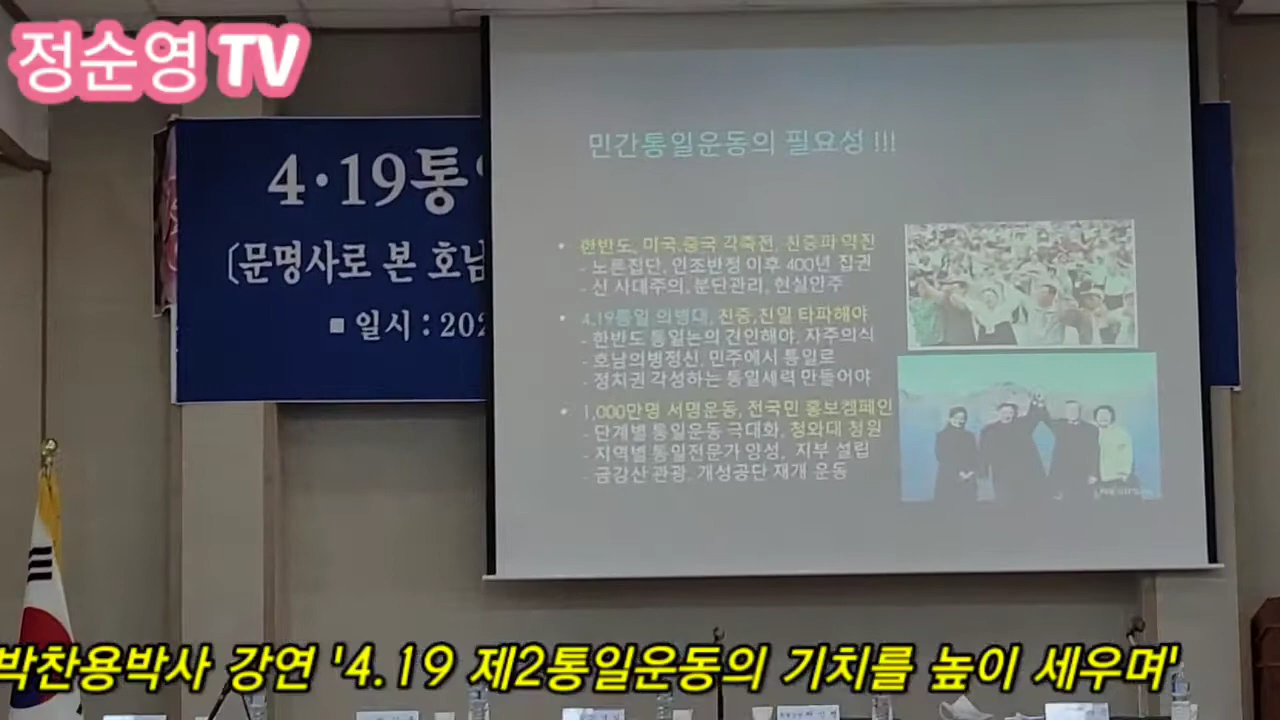 정순영 TV
4·19통일
[문명사로 본 호남
■ 일시 : 202
민간통일운동의 필요성 !!!
• 한반도, 미국.중국 각축전, 친중파 약진
- 노론집단, 인조반정 이후 400년 집권
- 신 사대주의, 분단관리, 현실안주
• 4.19통일 의병대, 친중,친일 타파해야
- 한반도 통일논의 견인해야, 자주의식
- 호남의병정신, 민주에서 통일로
- 정치권 각성하는 통일세력 만들어야
• 1,000만명 서명운동, 전국민 홍보켐페인
- 단계별 통일운동 극대화, 청와대 청원
- 지역별 통일전문가 양성, 지부 설립
- 금강산 관광, 개성공단 재개 운동
박찬용박사 강연 '4.19 제2통일운동의 기치를 높이 세우며'